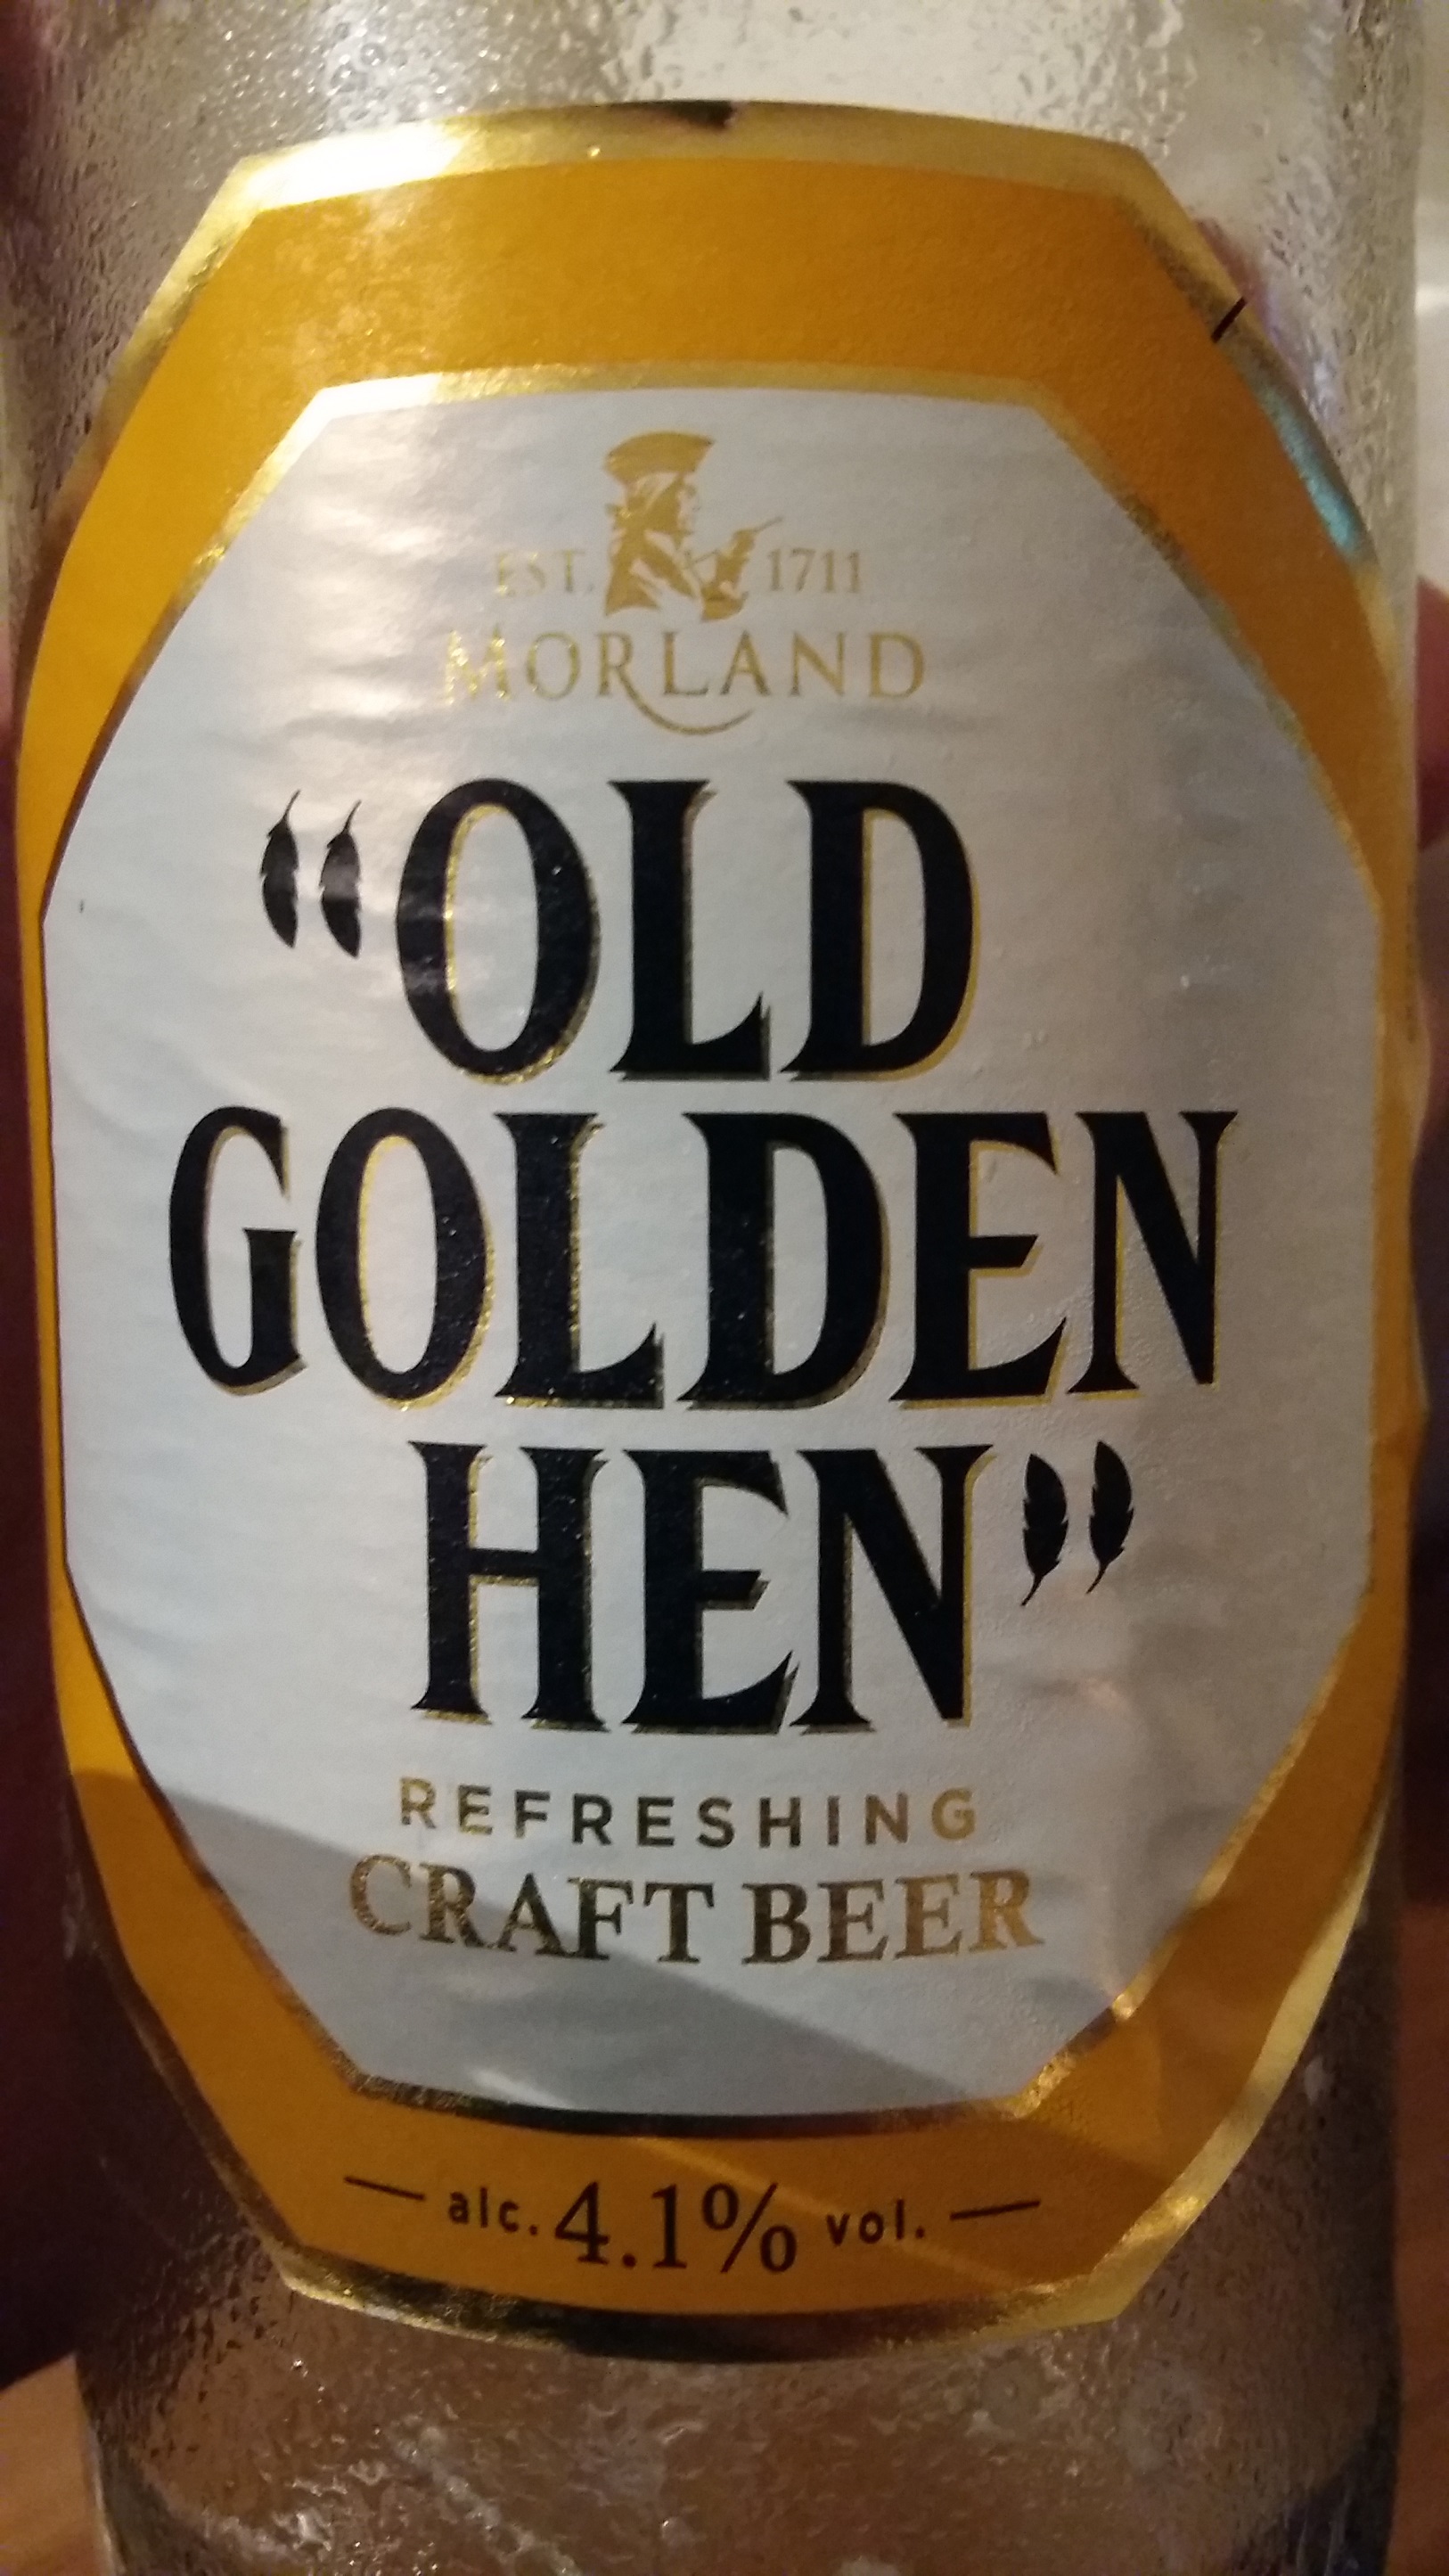 EST. 1711
MORLAND
“OLD
GOLDEN
HEN”
REFRESHING
CRAFT BEER
— alc. 4.1% vol. —